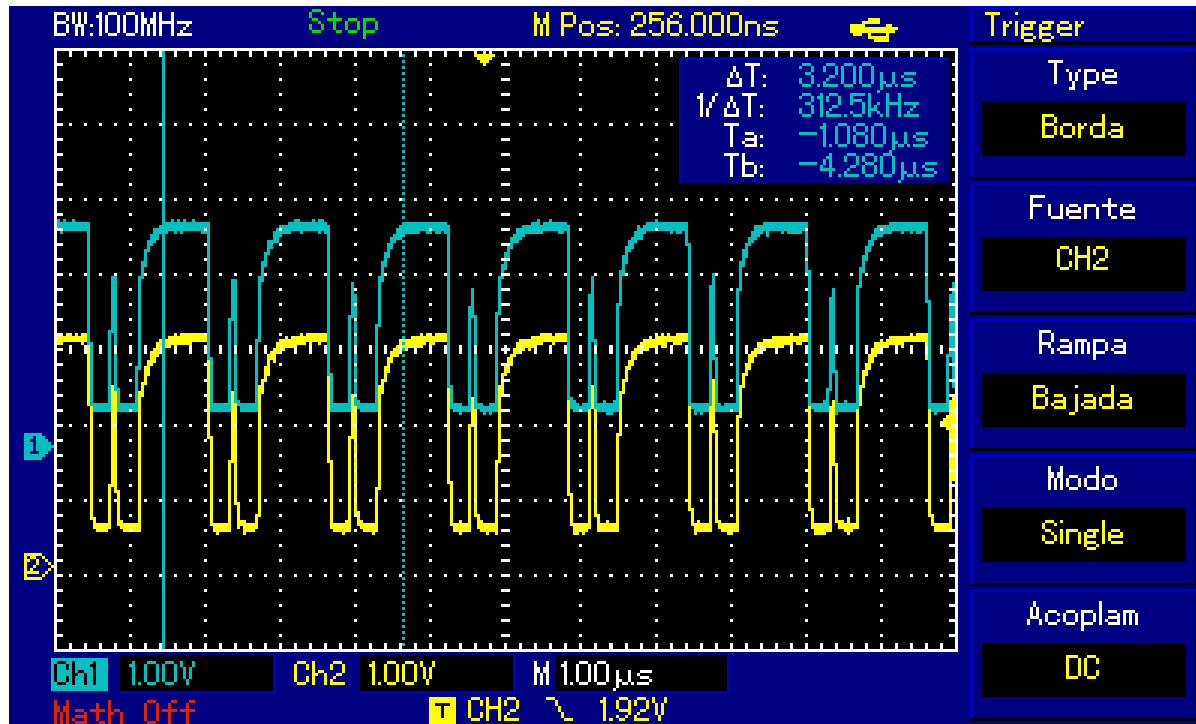 BW:100MHz Stop M Pos: 256.000ns Trigger
ΔT: 3.200µs
1/ΔT: 312.5kHz
Ta: -1.080µs
Tb: -4.280µs
Type
Borda
Fuente
CH2
Rampa
Bajada
Modo
Single
Acoplam
DC
1
2
Ch1 1.00V Ch2 1.00V M 1.00µs
Math Off T CH2 1.92V